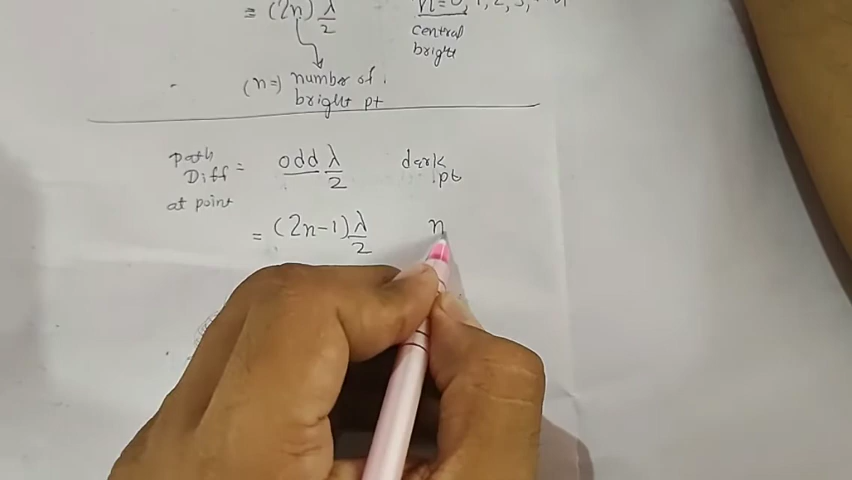 = (2n) λ/2 n = 0, 1, 2, 3,
central
bright
(n=) number of
bright pt
path
Diff = odd λ/2 dark
pt
at point
= (2n-1) λ/2 n